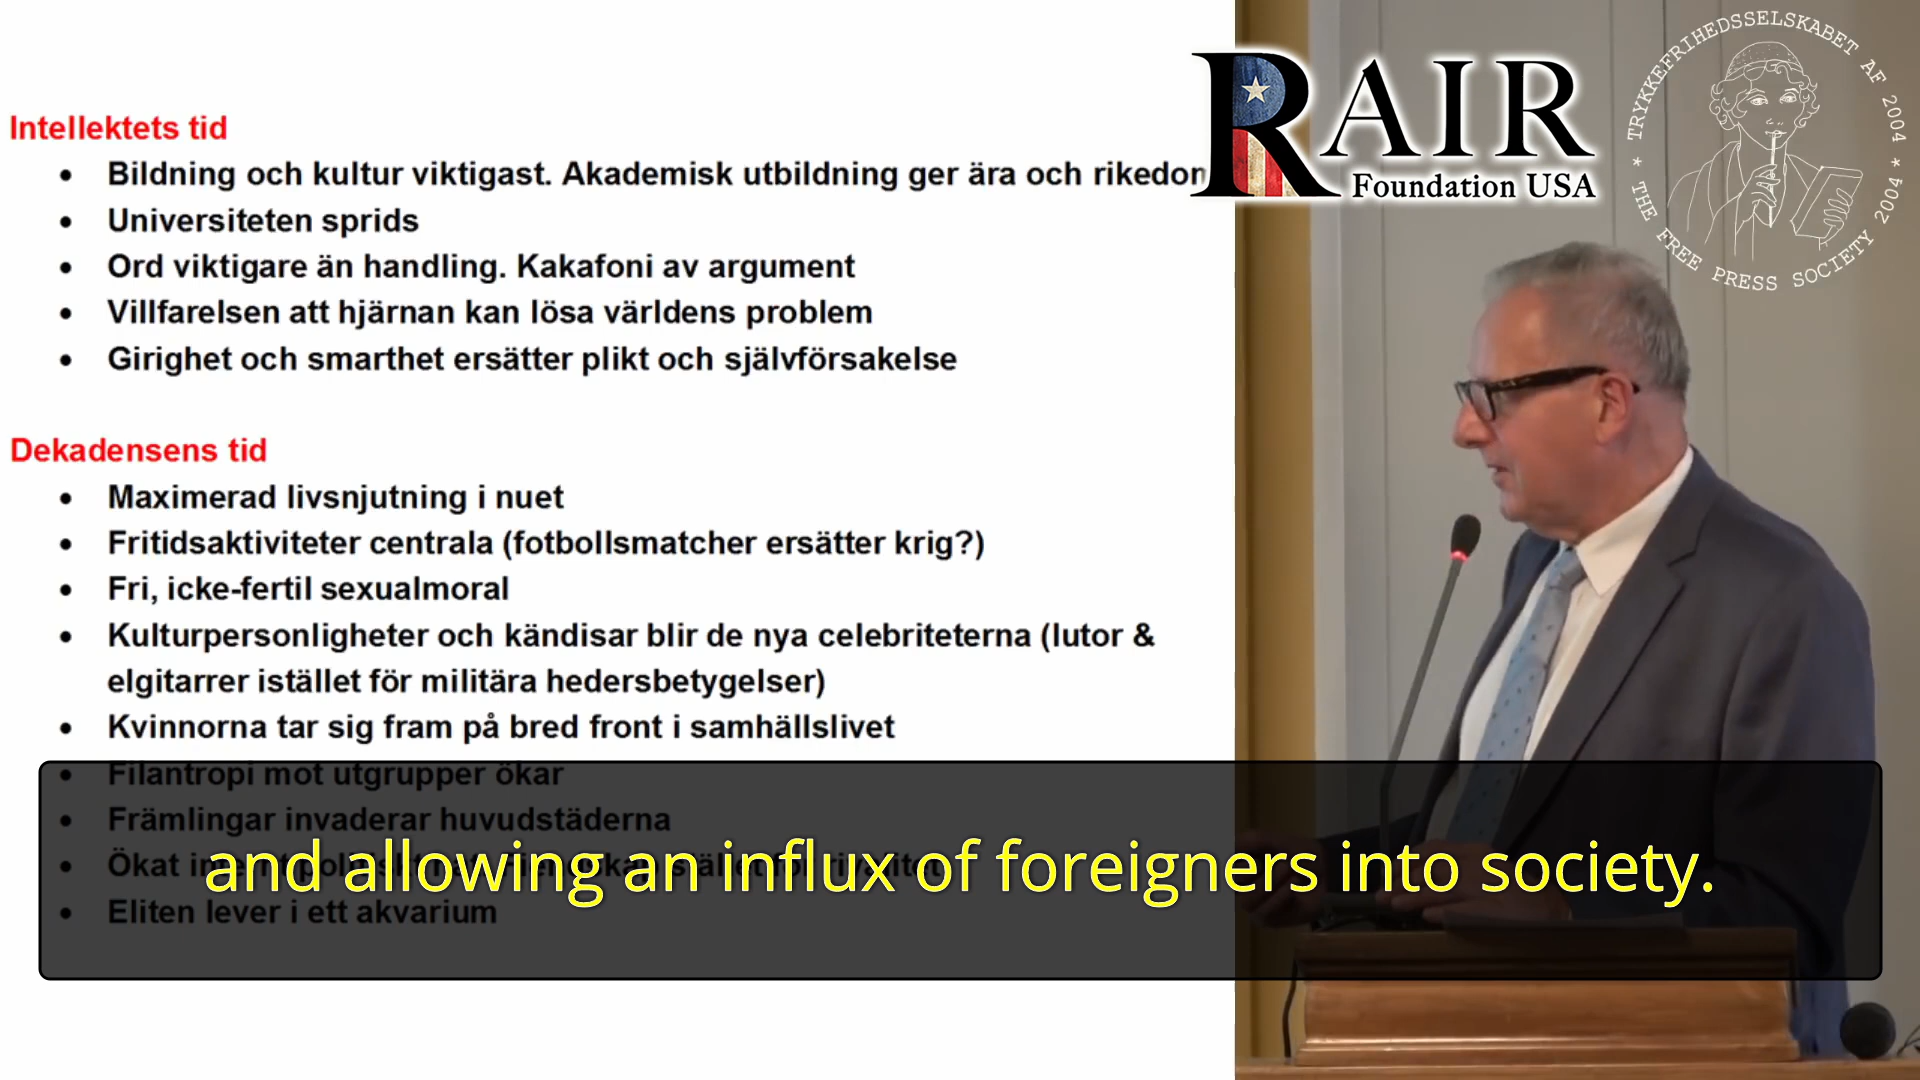 Intellektets tid
• Bildning och kultur viktigast. Akademisk utbildning ger ära och
• Universiteten sprids
• Ord viktigare än handling. Kakafoni av argument
• Villfarelsen att hjärnan kan lösa världens problem
• Girighet och smarthet ersätter plikt och självförsakelse
Dekadensens tid
• Maximerad livsnjutning i nuet
• Fritidsaktiviteter centrala (fotbollsmatcher ersätter krig?)
• Fri, icke-fertil sexualmoral
• Kulturpersonligheter och kändisar blir de nya celebriteterna (lutor &
elgitarrer istället för militära hedersbetygelser)
• Kvinnorna tar sig fram på bred front i samhällslivet
• Filantropi mot utgrupper ökar
• Främlingar invaderar huvudstäderna
• Ökat
• Eliten lever i ett akvarium
RAIR
Foundation USA
* TRYKKEFRIHEDSSELSKABET AF 2004 *
THE FREE PRESS SOCIETY 2004
and allowing an influx of foreigners into society.